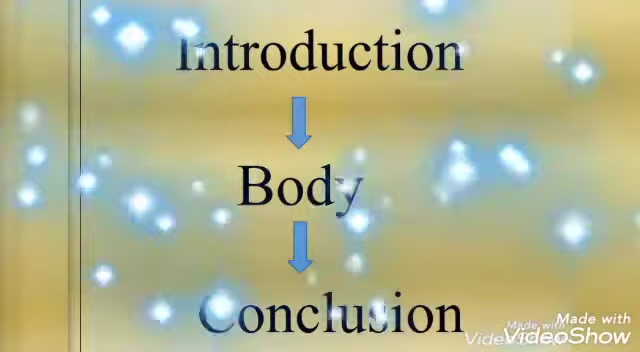 Introduction
Body
Conclusion
Made with
VideoShow